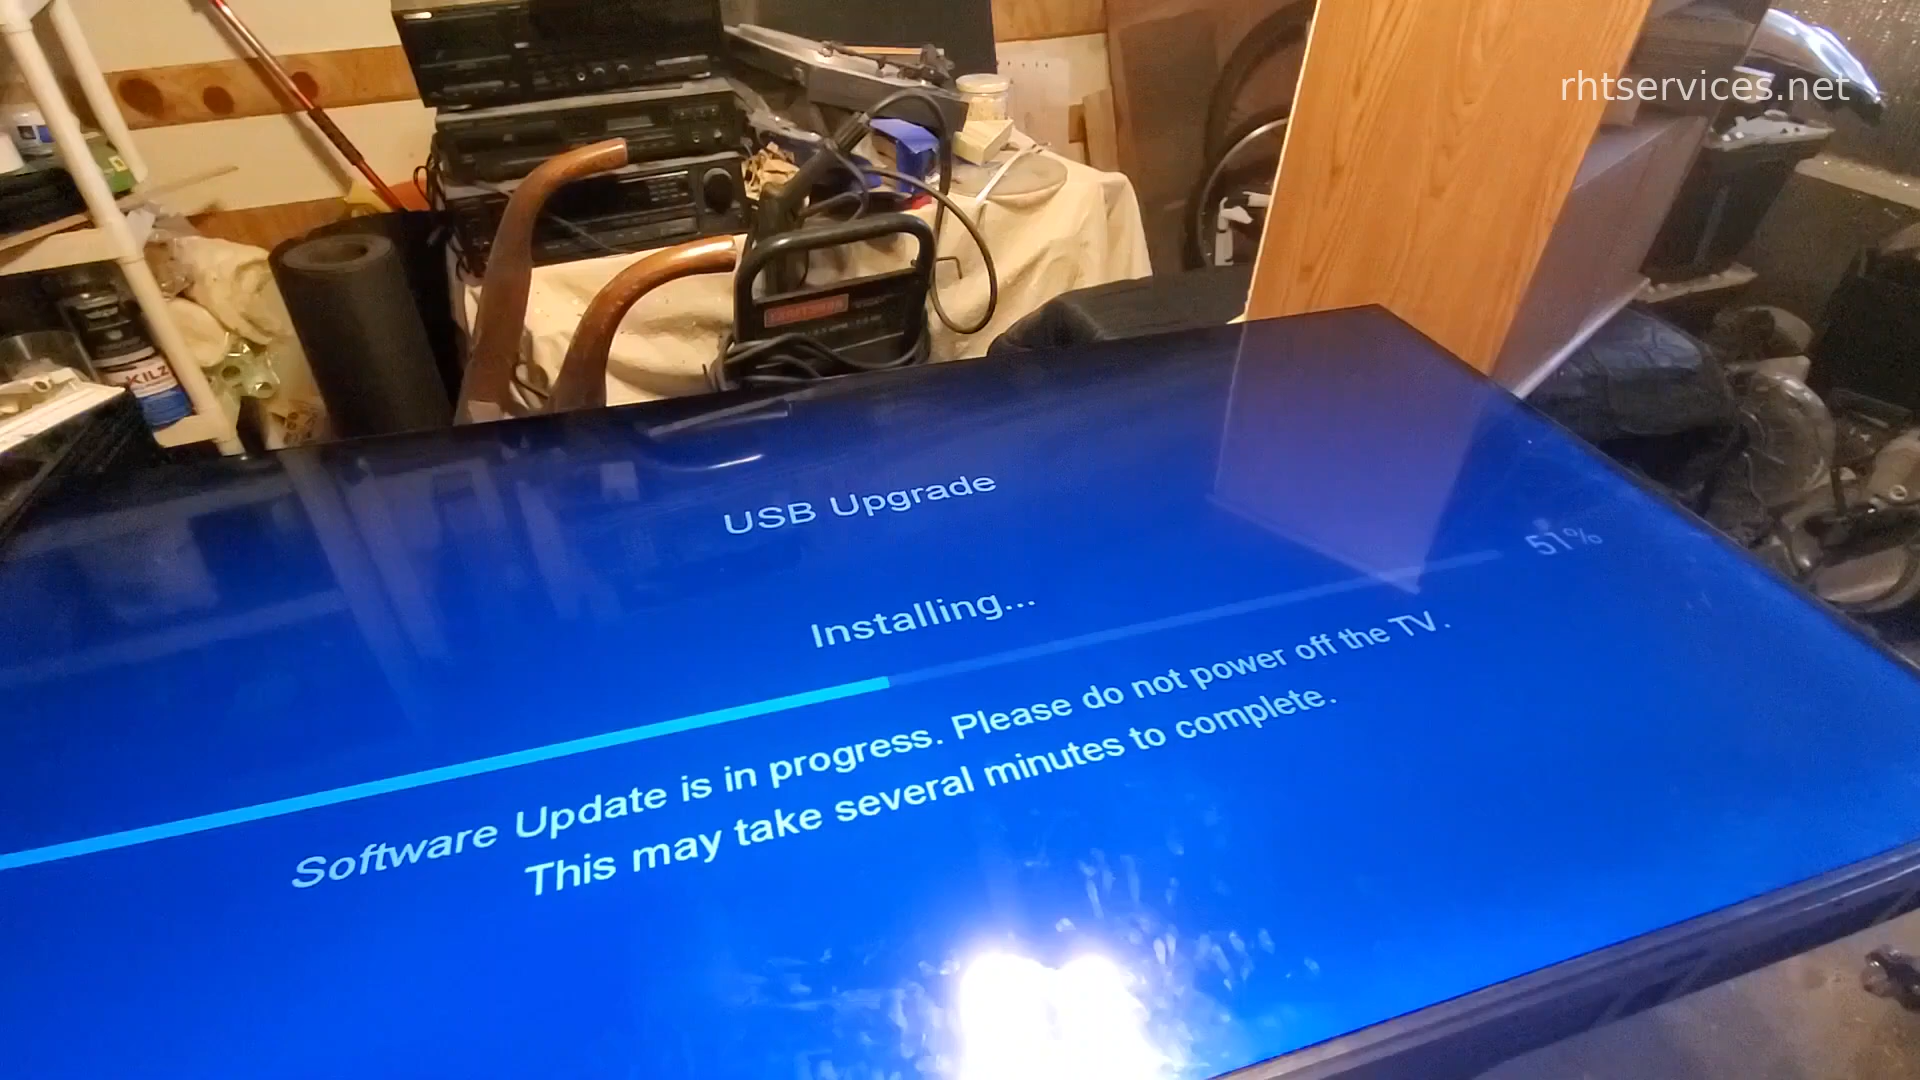 rhtservices.net
KILZ
USB Upgrade
51%
Installing...
Software Update is in progress. Please do not power off the TV.
This may take several minutes to complete.